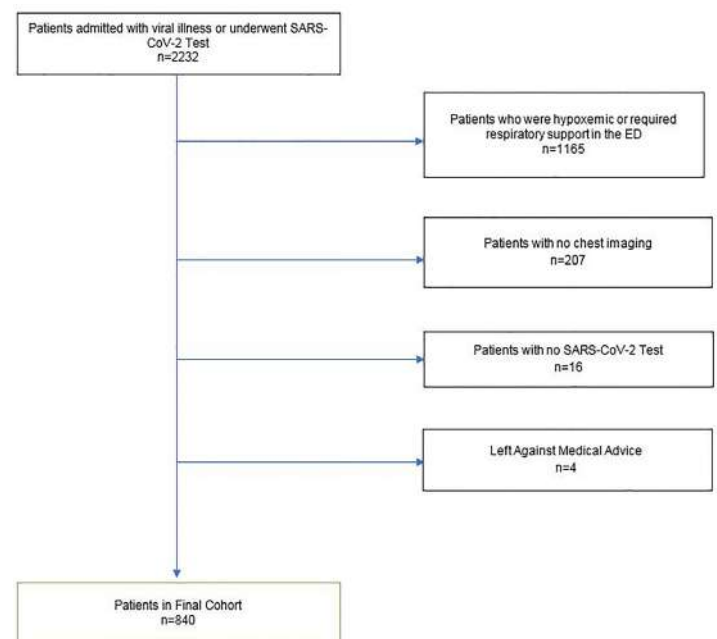 Patients admitted with viral illness or underwent SARS-
CoV-2 Test
n=2232
Patients who were hypoxemic or required
respiratory support in the ED
n=1165
Patients with no chest imaging
n=207
Patients with no SARS-CoV-2 Test
n=16
Left Against Medical Advice
n=4
Patients in Final Cohort
n=840